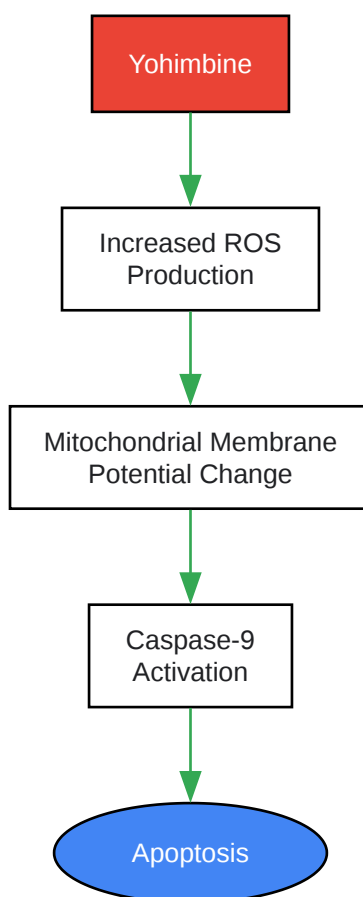 Yohimbine
Increased ROS
Production
Mitochondrial Membrane
Potential Change
Caspase-9
Activation
Apoptosis